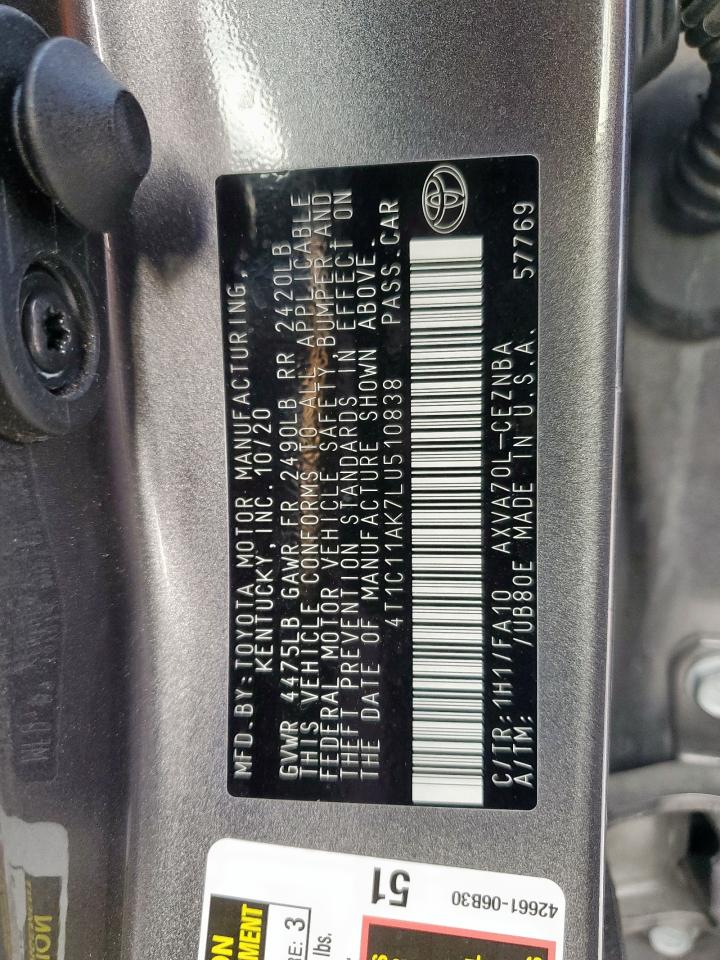 MFD.BY:TOYOTA MOTOR MANUFACTURING,
KENTUCKY, INC. 10/20
GVWR 4475LB GAWR FR 2490LB RR 2420LB
THIS VEHICLE CONFORMS TO ALL APPLICABLE
FEDERAL MOTOR VEHICLE SAFETY BUMPER AND
THEFT PREVENTION STANDARDS IN EFFECT ON
THE DATE OF MANUFACTURE SHOWN ABOVE.
4T1C11AK7LU510838 PASS.CAR
C/TR: 1H1/FA10 AXVA70L-CEZNBA
A/TM: /UB80E MADE IN U.S.A. 57769
51
42661-06B30
3
lbs.